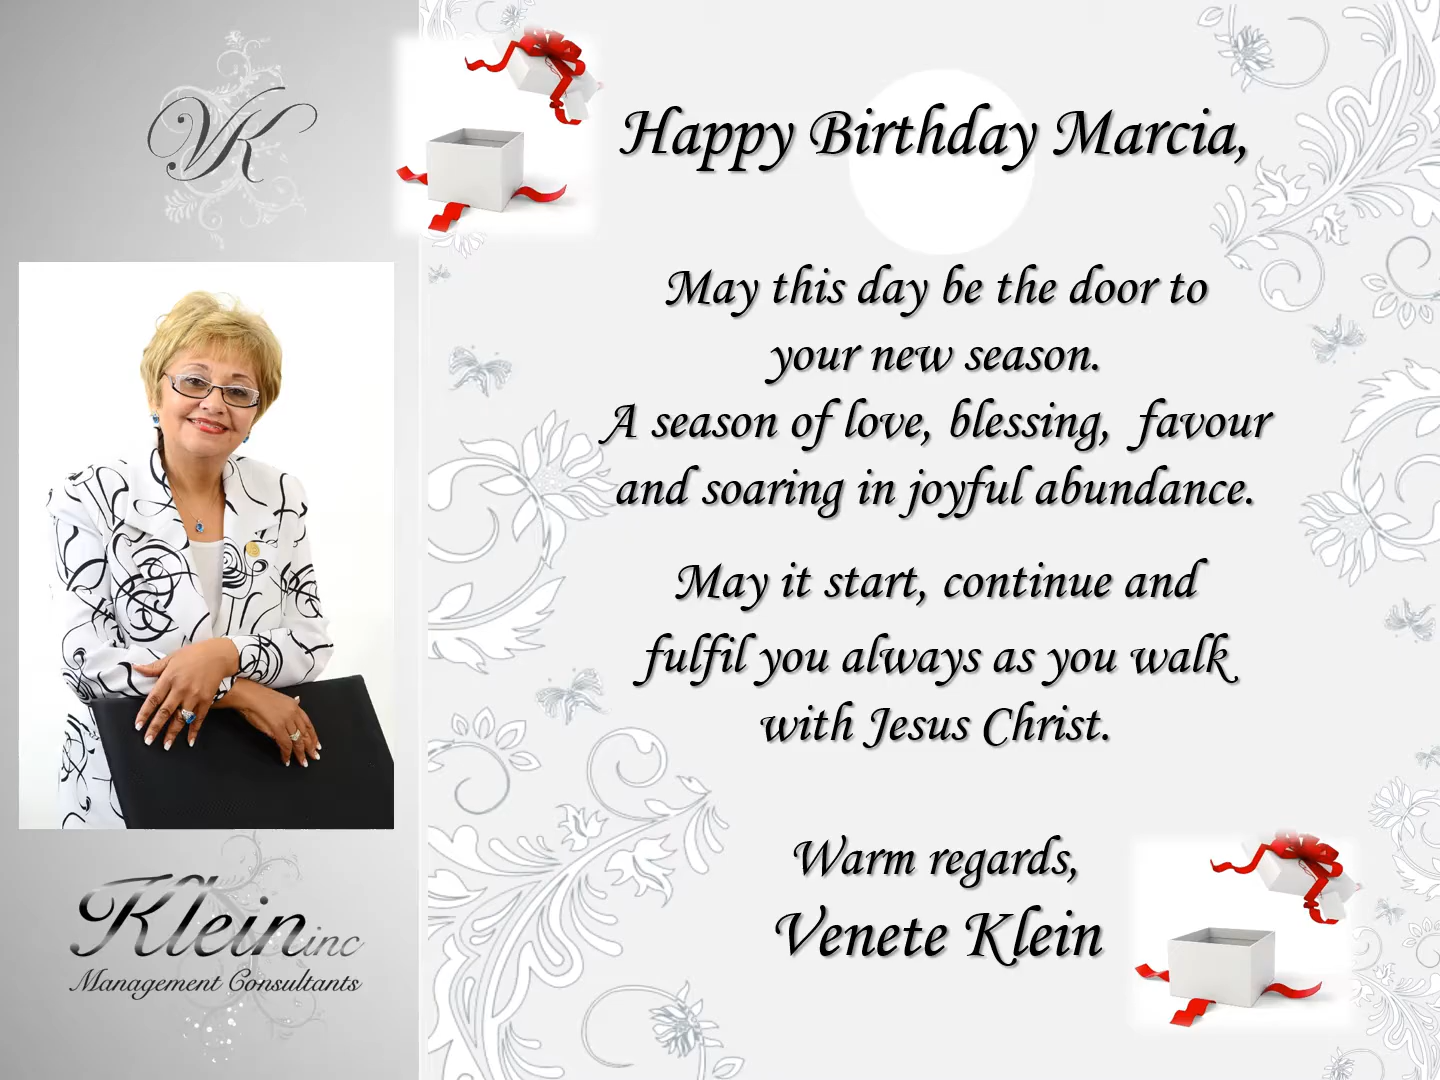 VK
Happy Birthday Marcia,
May this day be the door to
your new season.
A season of love, blessing, favour
and soaring in joyful abundance.
May it start, continue and
fulfil you always as you walk
with Jesus Christ.
Warm regards,
Venete Klein
Klein inc
Management Consultants